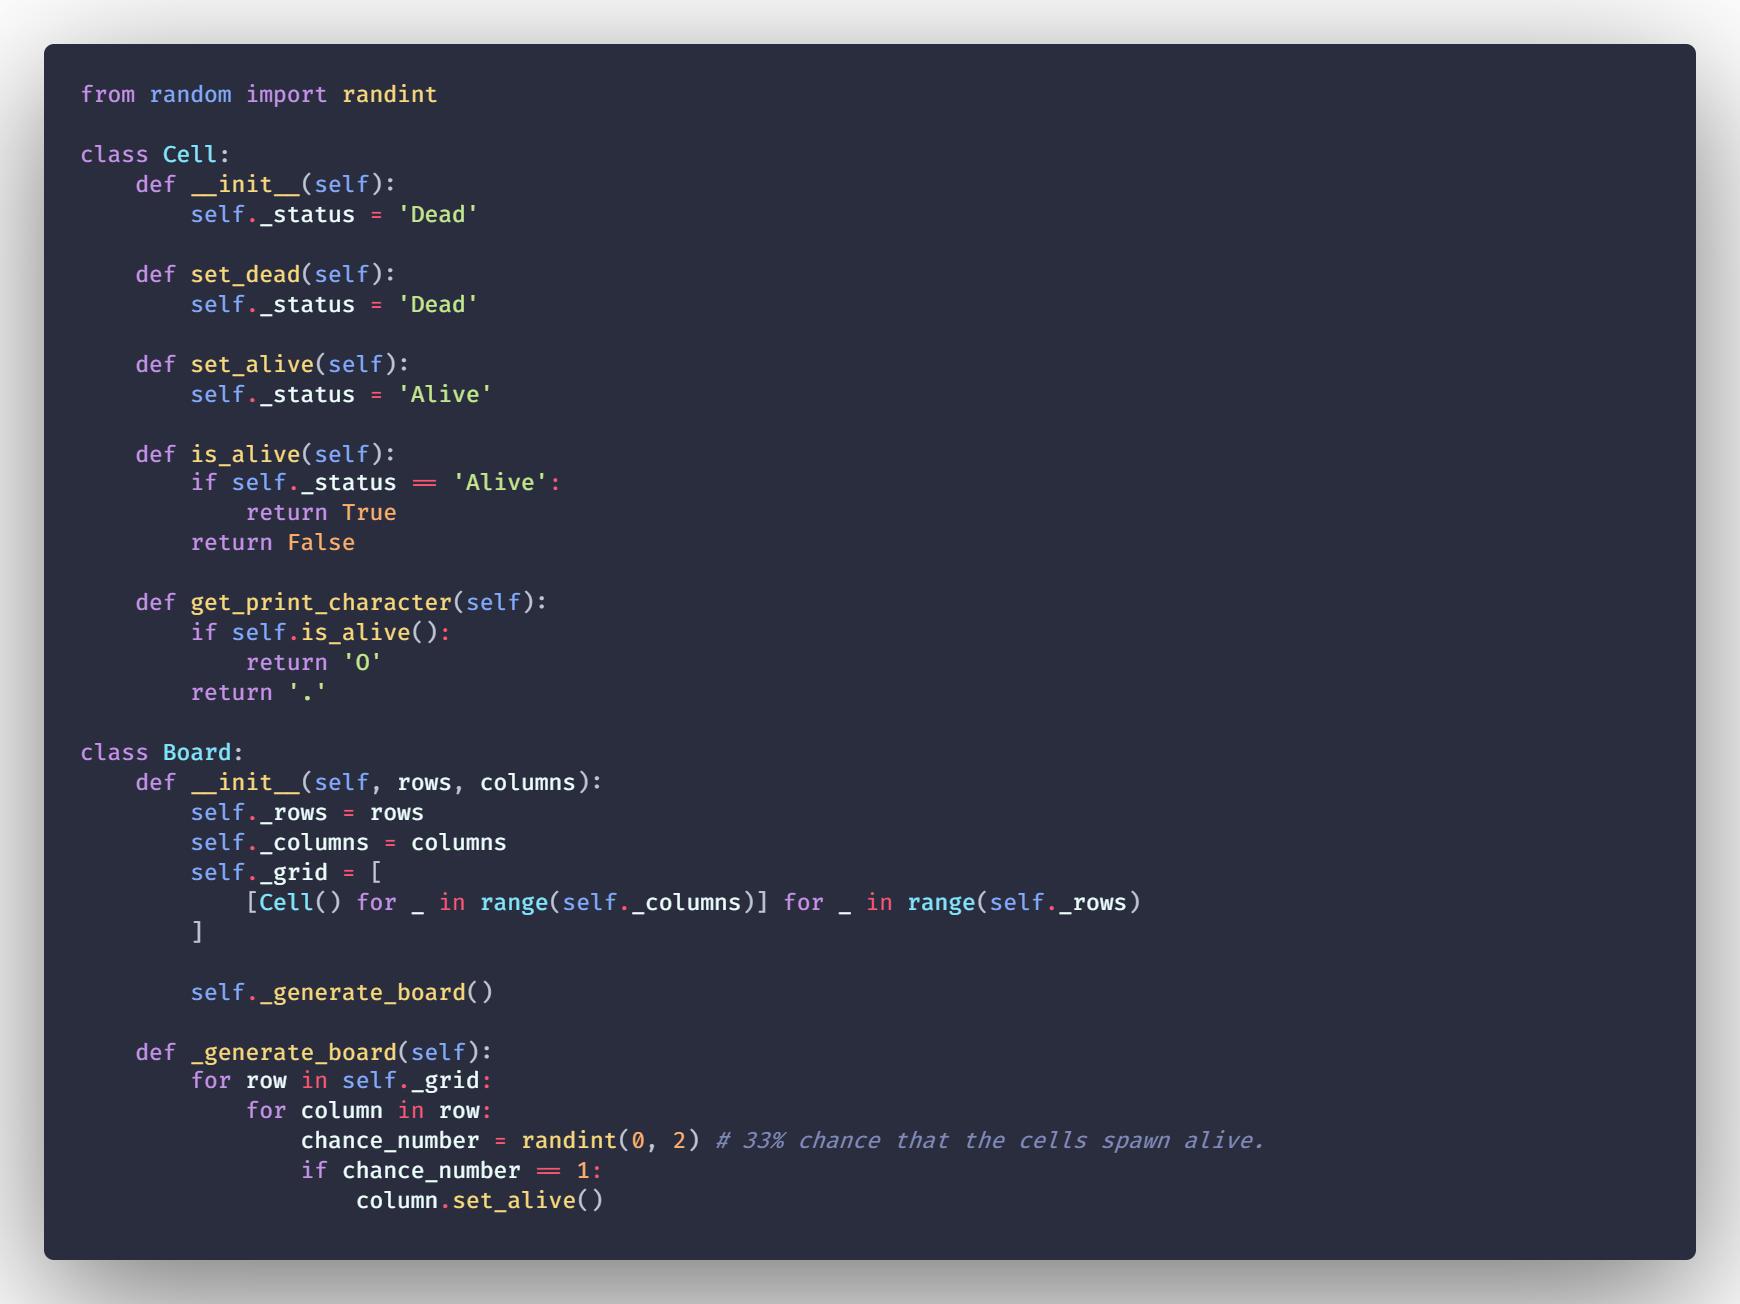 from random import randint

class Cell:
    def __init__(self):
        self._status = 'Dead'

    def set_dead(self):
        self._status = 'Dead'

    def set_alive(self):
        self._status = 'Alive'

    def is_alive(self):
        if self._status == 'Alive':
            return True
        return False

    def get_print_character(self):
        if self.is_alive():
            return 'O'
        return '.'

class Board:
    def __init__(self, rows, columns):
        self._rows = rows
        self._columns = columns
        self._grid = [
            [Cell() for _ in range(self._columns)] for _ in range(self._rows)
        ]

        self._generate_board()

    def _generate_board(self):
        for row in self._grid:
            for column in row:
                chance_number = randint(0, 2) # 33% chance that the cells spawn alive.
                if chance_number == 1:
                    column.set_alive()